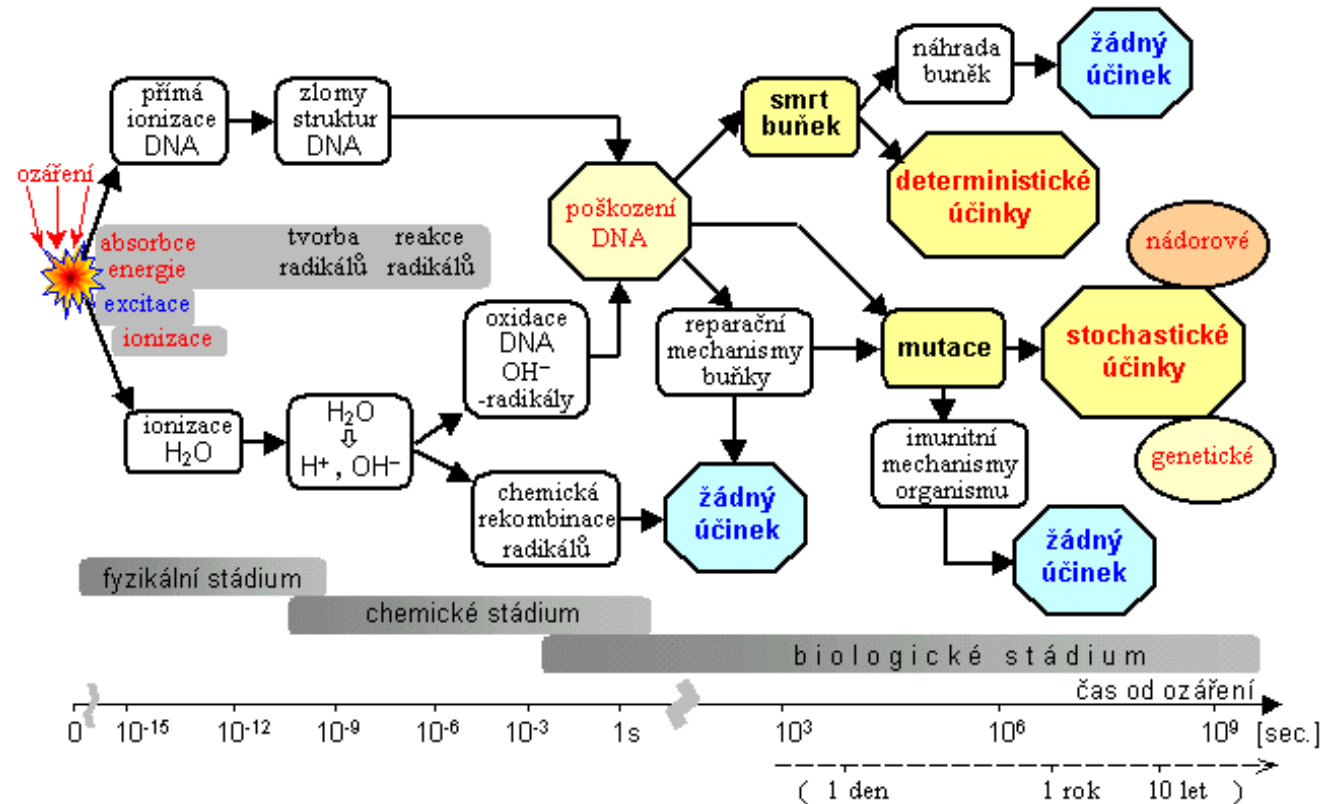 přímá
ionizace
DNA
zlomy
struktur
DNA
smrt
buňek
náhrada
buněk
žádný
účinek
deterministické
účinky
ozáření
absorbce
energie
tvorba
radikálů
reakce
radikálů
excitace
ionizace
poškození
DNA
nádorové
stochastické
účinky
genetické
oxidace
DNA
OH⁻
-radikály
reparační
mechanismy
buňky
mutace
ionizace
H₂O
H₂O
⇩
H⁺ , OH⁻
chemická
rekombinace
radikálů
žádný
účinek
imunitní
mechanismy
organismu
žádný
účinek
fyzikální stádium
chemické stádium
biologické stádium
čas od ozáření
0 10⁻¹⁵ 10⁻¹² 10⁻⁹ 10⁻⁶ 10⁻³ 1s 10³ 10⁶ 10⁹ [sec.]
( 1 den 1 rok 10 let )